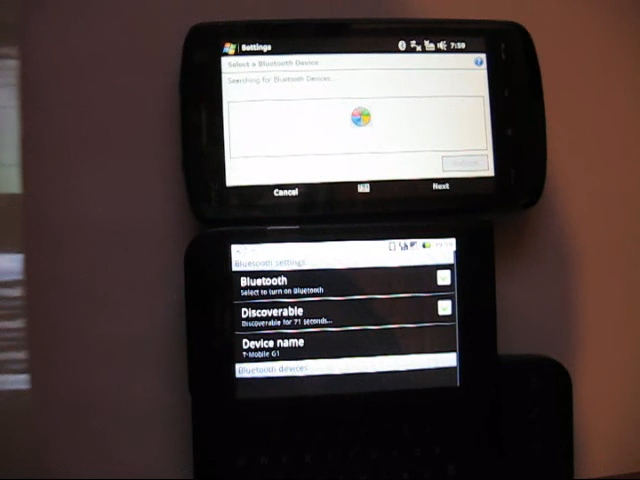 Settings
7:59
Select a Bluetooth Device
Searching for Bluetooth Devices...
Cancel
Next
Bluetooth settings
Bluetooth
Select to turn on Bluetooth
Discoverable
Discoverable for 71 seconds...
Device name
T-Mobile G1
Bluetooth devices